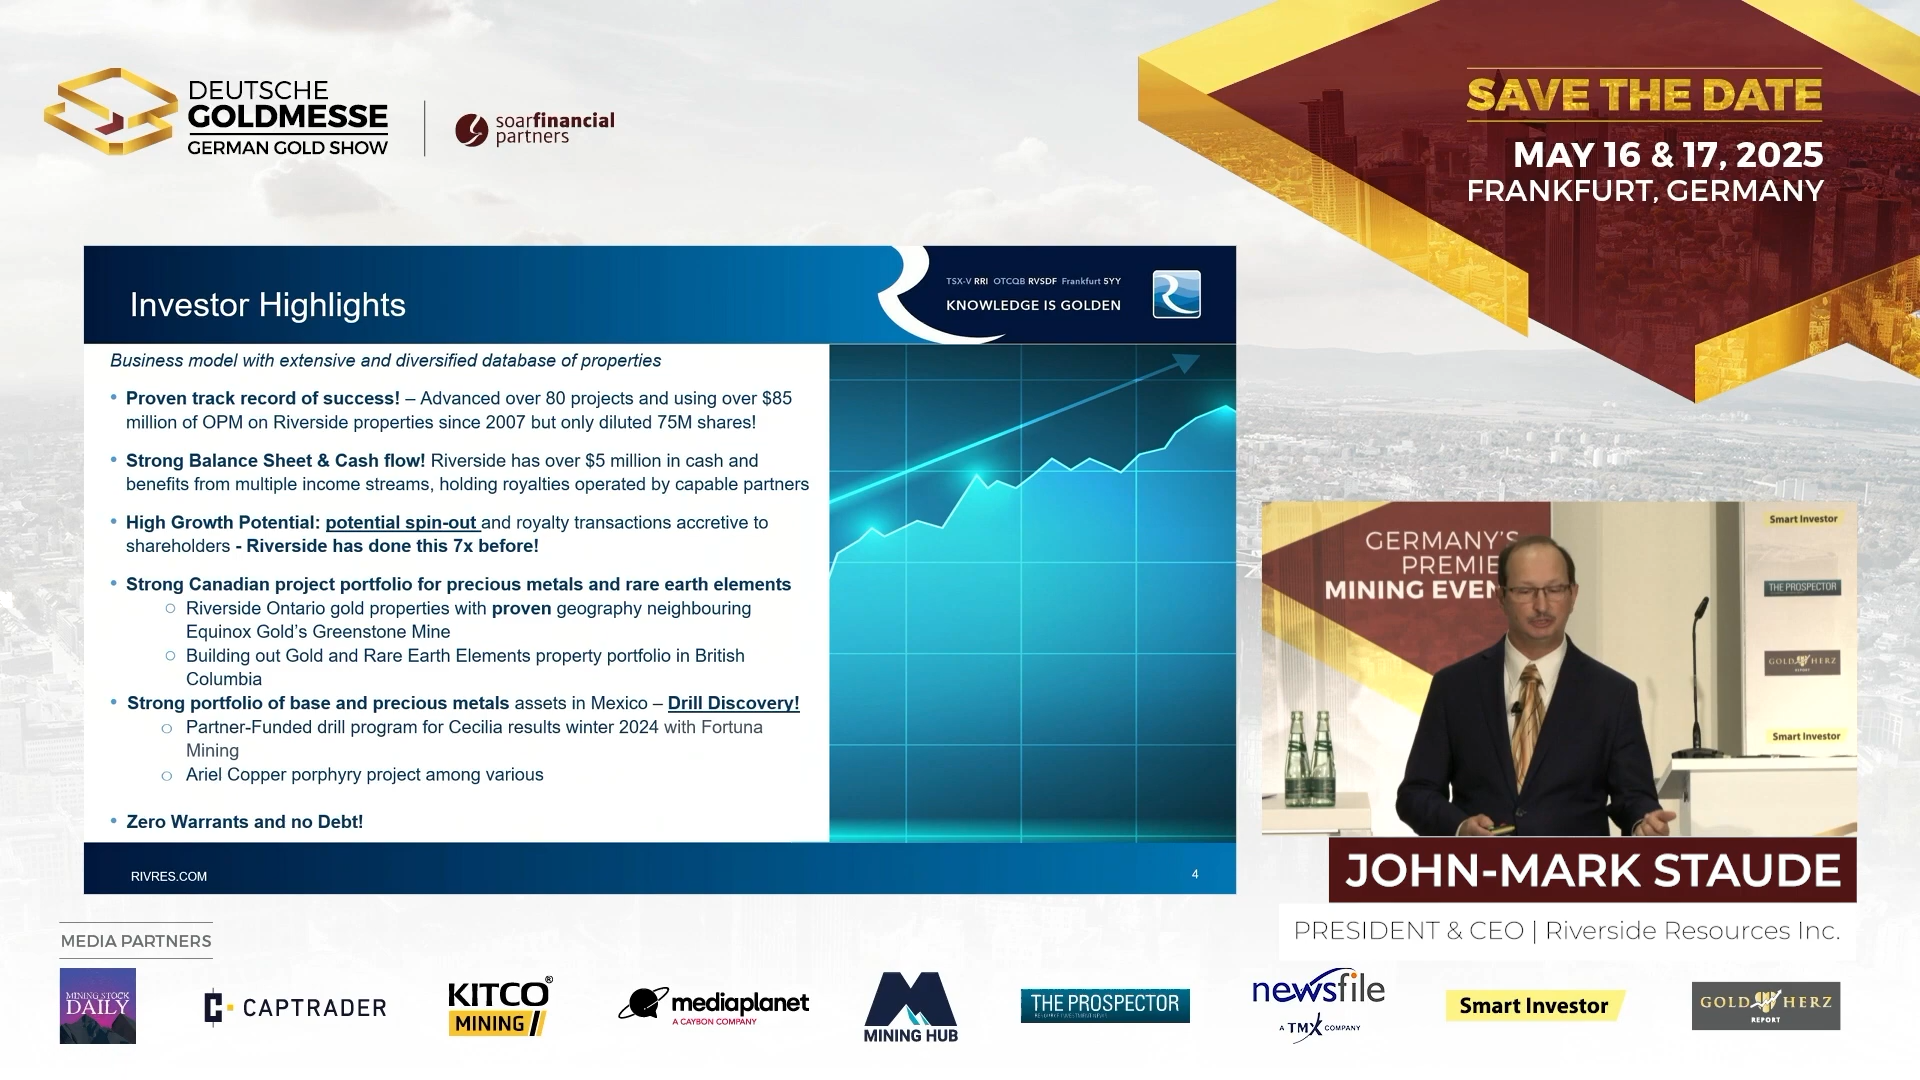 DEUTSCHE
GOLDMESSE
GERMAN GOLD SHOW
soarfinancial
partners
SAVE THE DATE
MAY 16 & 17, 2025
FRANKFURT, GERMANY
Investor Highlights
TSX-V RRI OTCQB RVSDF Frankfurt 5YY
KNOWLEDGE IS GOLDEN
Business model with extensive and diversified database of properties
• Proven track record of success! – Advanced over 80 projects and using over $85
million of OPM on Riverside properties since 2007 but only diluted 75M shares!
• Strong Balance Sheet & Cash flow! Riverside has over $5 million in cash and
benefits from multiple income streams, holding royalties operated by capable partners
• High Growth Potential: potential spin-out and royalty transactions accretive to
shareholders - Riverside has done this 7x before!
• Strong Canadian project portfolio for precious metals and rare earth elements
○ Riverside Ontario gold properties with proven geography neighbouring
Equinox Gold's Greenstone Mine
○ Building out Gold and Rare Earth Elements property portfolio in British
Columbia
• Strong portfolio of base and precious metals assets in Mexico – Drill Discovery!
○ Partner-Funded drill program for Cecilia results winter 2024 with Fortuna
Mining
○ Ariel Copper porphyry project among various
• Zero Warrants and no Debt!
RIVRES.COM
4
GERMANY'S
PREMIE
MINING EVEN
Smart Investor
THE PROSPECTOR
GOLD HERZ
REPORT
Smart Investor
JOHN-MARK STAUDE
PRESIDENT & CEO | Riverside Resources Inc.
MEDIA PARTNERS
MINING STOCK
DAILY
CAPTRADER
KITCO®
MINING
mediaplanet
A CAYBON COMPANY
MINING HUB
THE PROSPECTOR
newsfile
A TMX COMPANY
Smart Investor
GOLD HERZ
REPORT